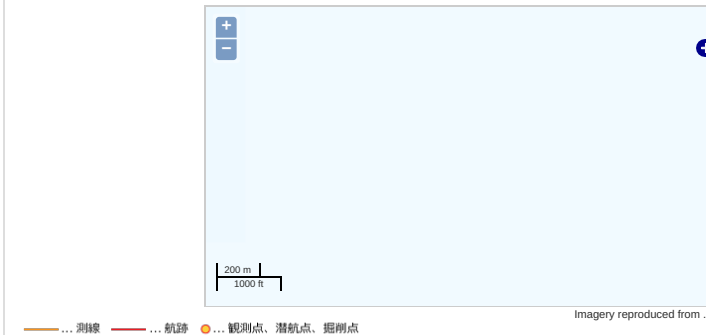 +
−
200 m
1000 ft
Imagery reproduced from .
... 測線 ... 航跡 ... 観測点、潜航点、掘削点